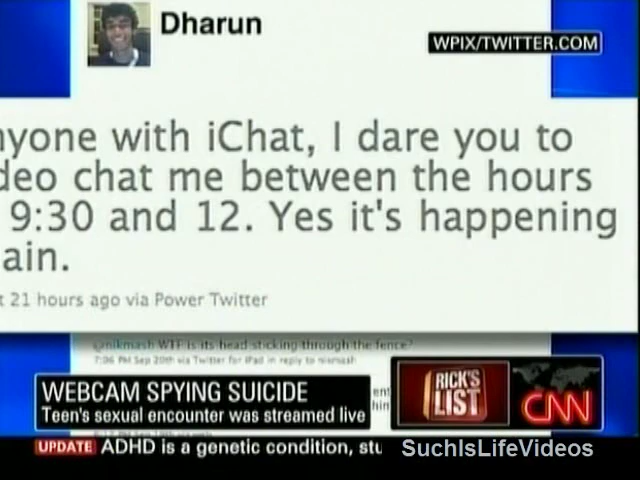 Dharun
WPIX/TWITTER.COM
nyone with iChat, I dare you to
deo chat me between the hours
9:30 and 12. Yes it's happening
ain.
t 21 hours ago via Power Twitter
@nikmash WTF is its head sticking through the fence?
7:06 PM Sep 20th via Twitter for iPad in reply to
WEBCAM SPYING SUICIDE
Teen's sexual encounter was streamed live
RICK'S
LIST
CNN
UPDATE ADHD is a genetic condition, stu
SuchIsLifeVideos